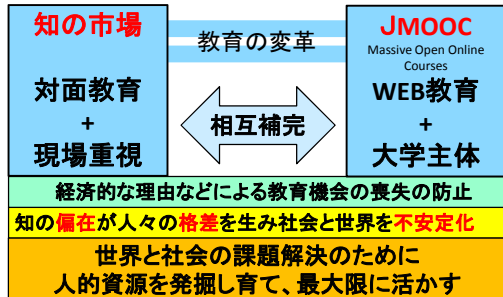 知の市場
対面教育
+
現場重視
教育の変革
相互補完
JMOOC
Massive Open Online
Courses
WEB教育
+
大学主体
経済的な理由などによる教育機会の喪失の防止
知の偏在が人々の格差を生み社会と世界を不安定化
世界と社会の課題解決のために
人的資源を発掘し育て、最大限に活かす